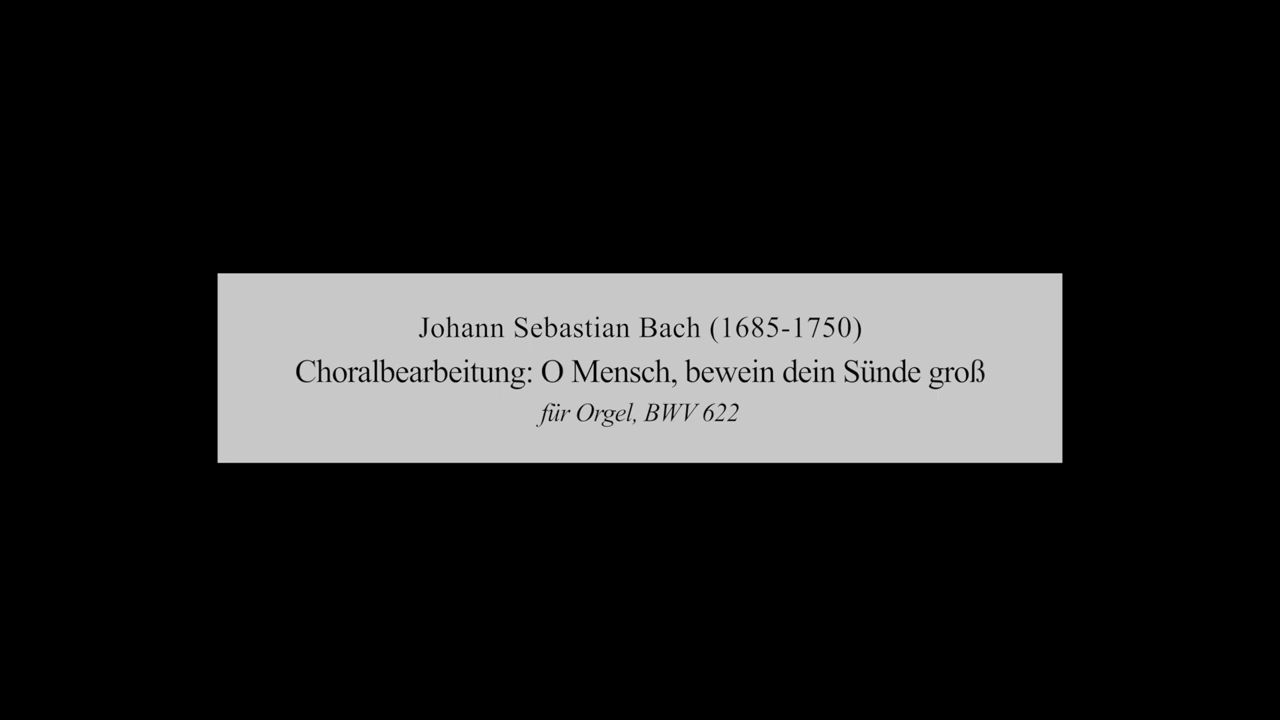 Johann Sebastian Bach (1685-1750)
Choralbearbeitung: O Mensch, bewein dein Sünde groß
für Orgel, BWV 622